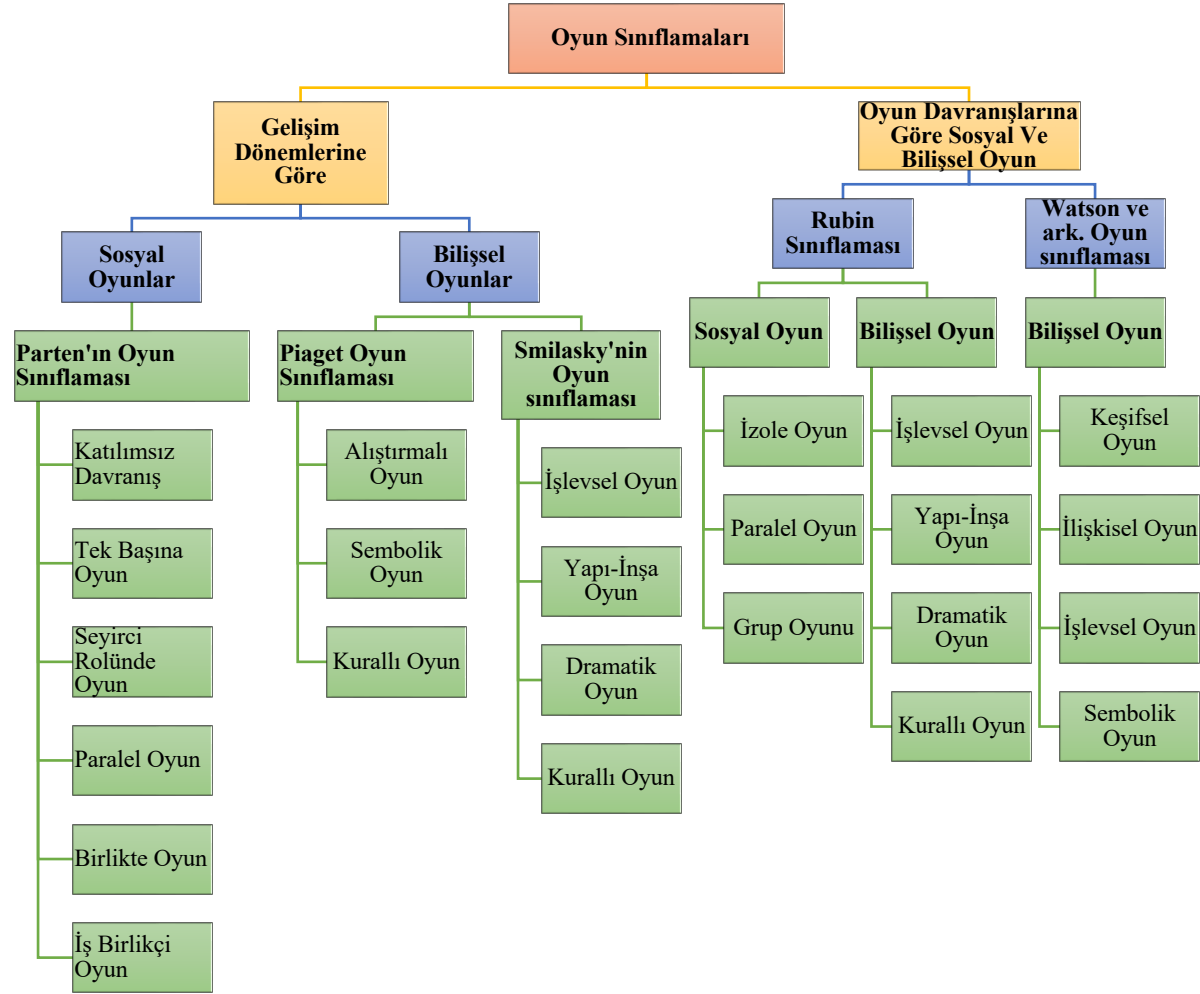 Oyun Sınıflamaları
Gelişim
Dönemlerine
Göre
Oyun Davranışlarına
Göre Sosyal Ve
Bilişsel Oyun
Sosyal
Oyunlar
Bilişsel
Oyunlar
Rubin
Sınıflaması
Watson ve
ark. Oyun
sınıflaması
Parten'ın Oyun
Sınıflaması
Katılımsız
Davranış
Tek Başına
Oyun
Seyirci
Rolünde
Oyun
Paralel Oyun
Birlikte Oyun
İş Birlikçi
Oyun
Piaget Oyun
Sınıflaması
Alıştırmalı
Oyun
Sembolik
Oyun
Kurallı Oyun
Smilasky'nin
Oyun
sınıflaması
İşlevsel Oyun
Yapı-İnşa
Oyun
Dramatik
Oyun
Kurallı Oyun
Sosyal Oyun
İzole Oyun
Paralel Oyun
Grup Oyunu
Bilişsel Oyun
İşlevsel Oyun
Yapı-İnşa
Oyun
Dramatik
Oyun
Kurallı Oyun
Bilişsel Oyun
Keşifsel
Oyun
İlişkisel Oyun
İşlevsel Oyun
Sembolik
Oyun